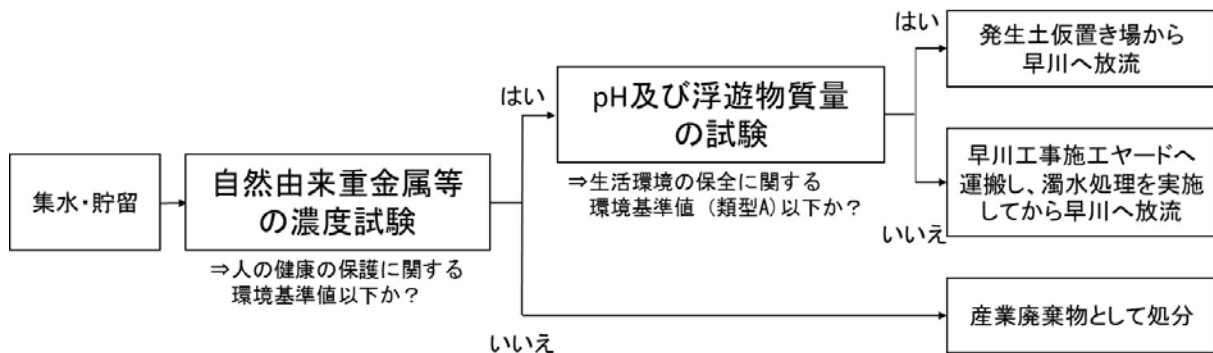 集水・貯留
自然由来重金属等
の濃度試験
⇒人の健康の保護に関する
環境基準値以下か？
はい
いいえ
pH及び浮遊物質量
の試験
⇒生活環境の保全に関する
環境基準値（類型A）以下か？
はい
いいえ
発生土仮置き場から
早川へ放流
早川工事施工ヤードへ
運搬し、濁水処理を実施
してから早川へ放流
産業廃棄物として処分